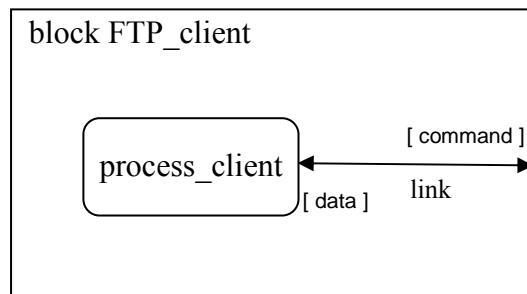 block FTP_client
[ command ]
process_client
[ data ]
link